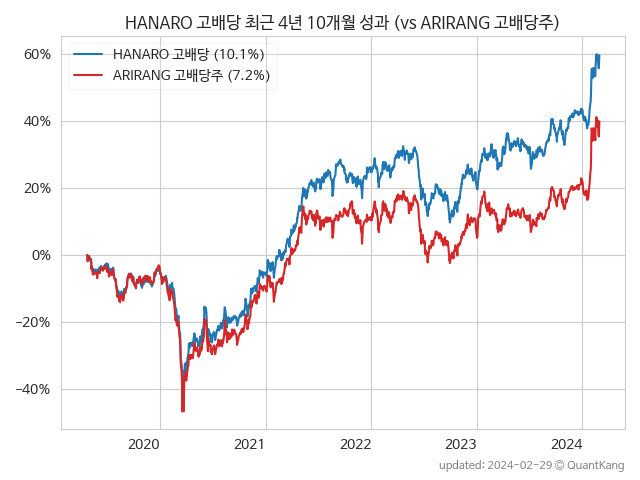 HANARO 고배당 최근 4년 10개월 성과 (vs ARIRANG 고배당주)
HANARO 고배당 (10.1%)
ARIRANG 고배당주 (7.2%)
60%
40%
20%
0%
−20%
−40%
2020 2021 2022 2023 2024
updated: 2024-02-29 ⓒ QuantKang